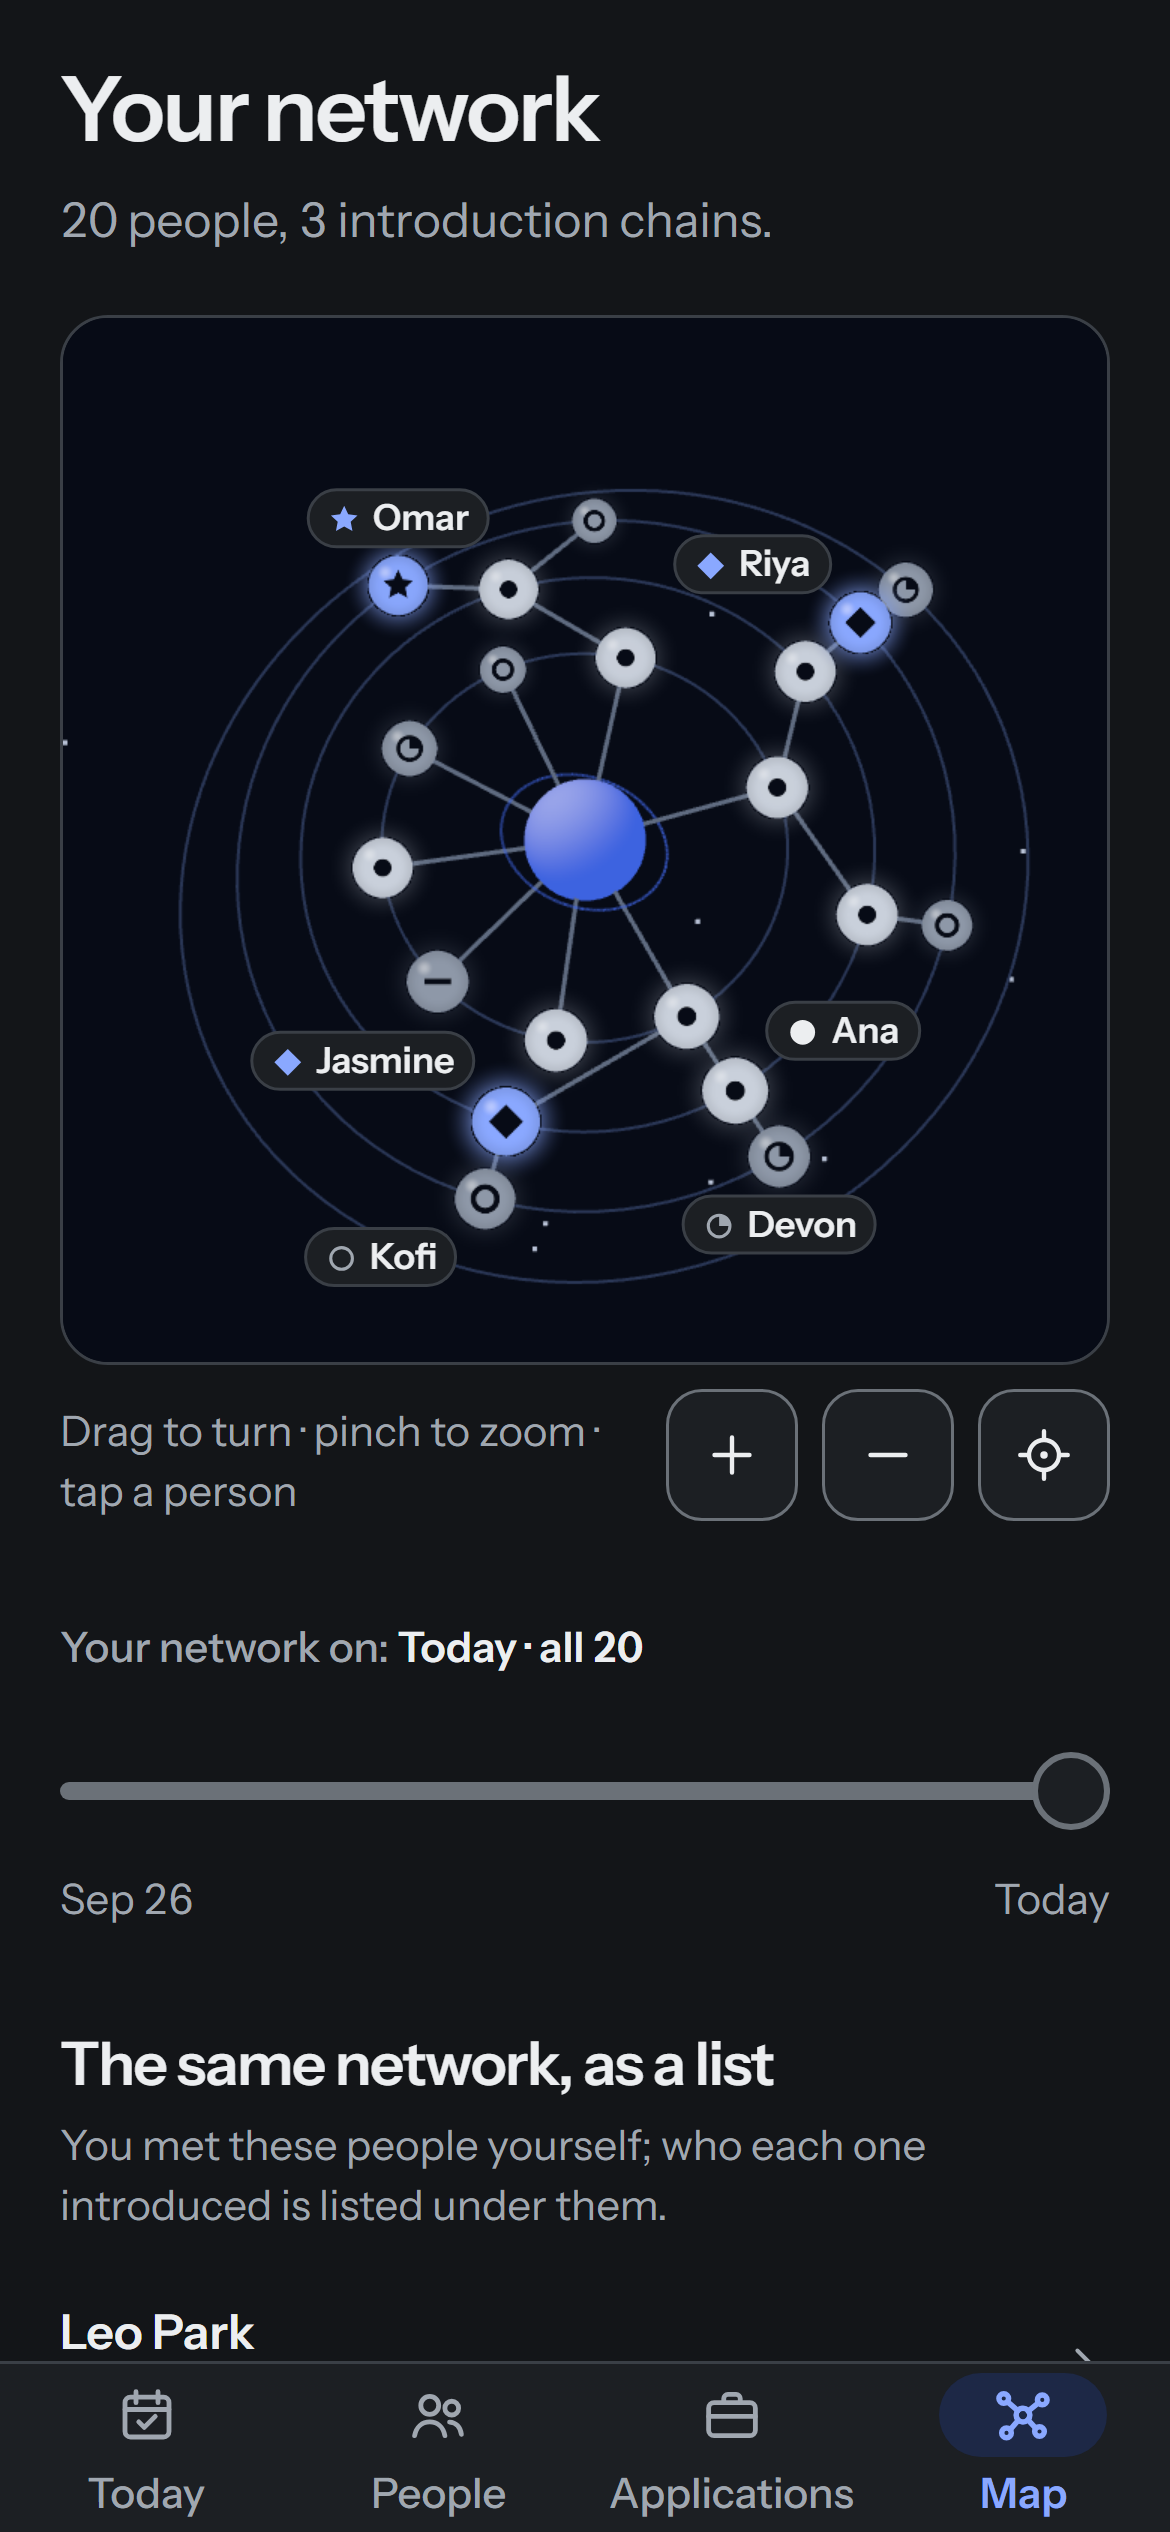 Your network
20 people, 3 introduction chains.
Omar
Riya
Ana
Jasmine
Devon
Kofi
Drag to turn · pinch to zoom ·
tap a person
Your network on: Today · all 20
Sep 26
Today
The same network, as a list
You met these people yourself; who each one
introduced is listed under them.
Leo Park
Today
People
Applications
Map